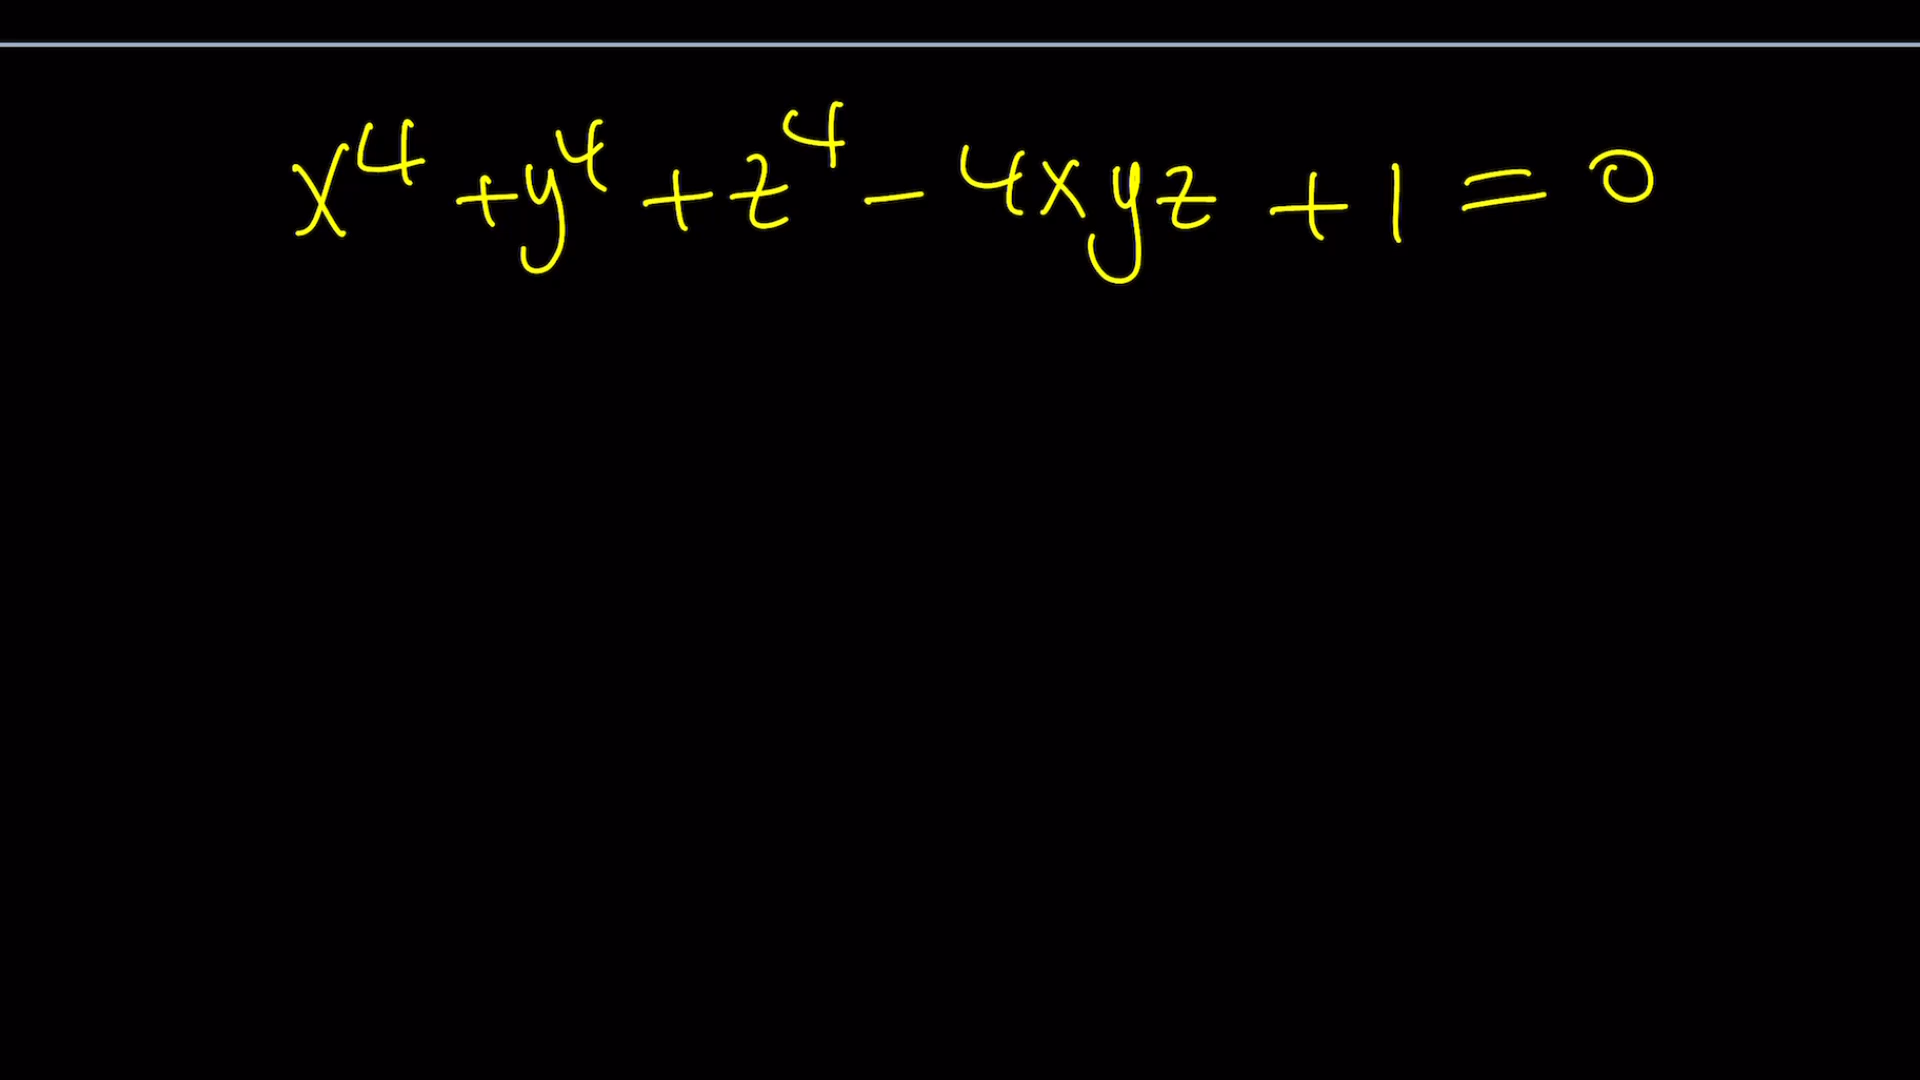 x⁴ + y⁴ + z⁴ − 4xyz + 1 = 0